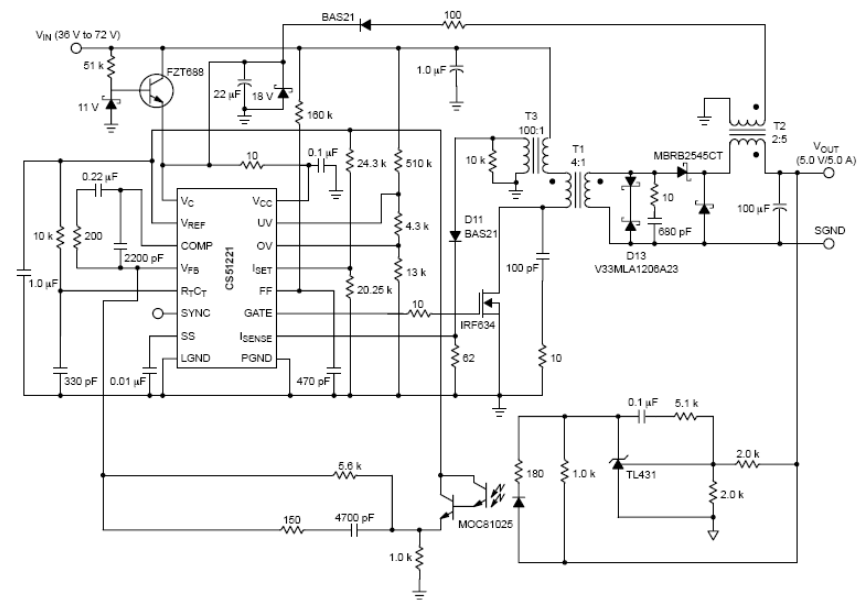 BAS21
100
VIN (36 V to 72 V)
51 k
FZT688
11 V
22 µF
18 V
160 k
1.0 µF
T3
100:1
T2
2:5
T1
4:1
MBRB2545CT
VOUT
(5.0 V/5.0 A)
10
0.1 µF
24.3 k
510 k
10 k
0.22 µF
10 k
200
2200 pF
1.0 µF
VC
VREF
COMP
VFB
RTCT
SYNC
SS
LGND
CS51221
VCC
UV
OV
ISET
FF
GATE
ISENSE
PGND
4.3 k
13 k
20.25 k
D11
BAS21
10
680 pF
100 µF
SGND
D13
V33MLA1206A23
100 pF
10
IRF634
62
10
330 pF
0.01 µF
470 pF
0.1 µF
5.1 k
5.6 k
180
1.0 k
TL431
2.0 k
2.0 k
150
4700 pF
MOC81025
1.0 k